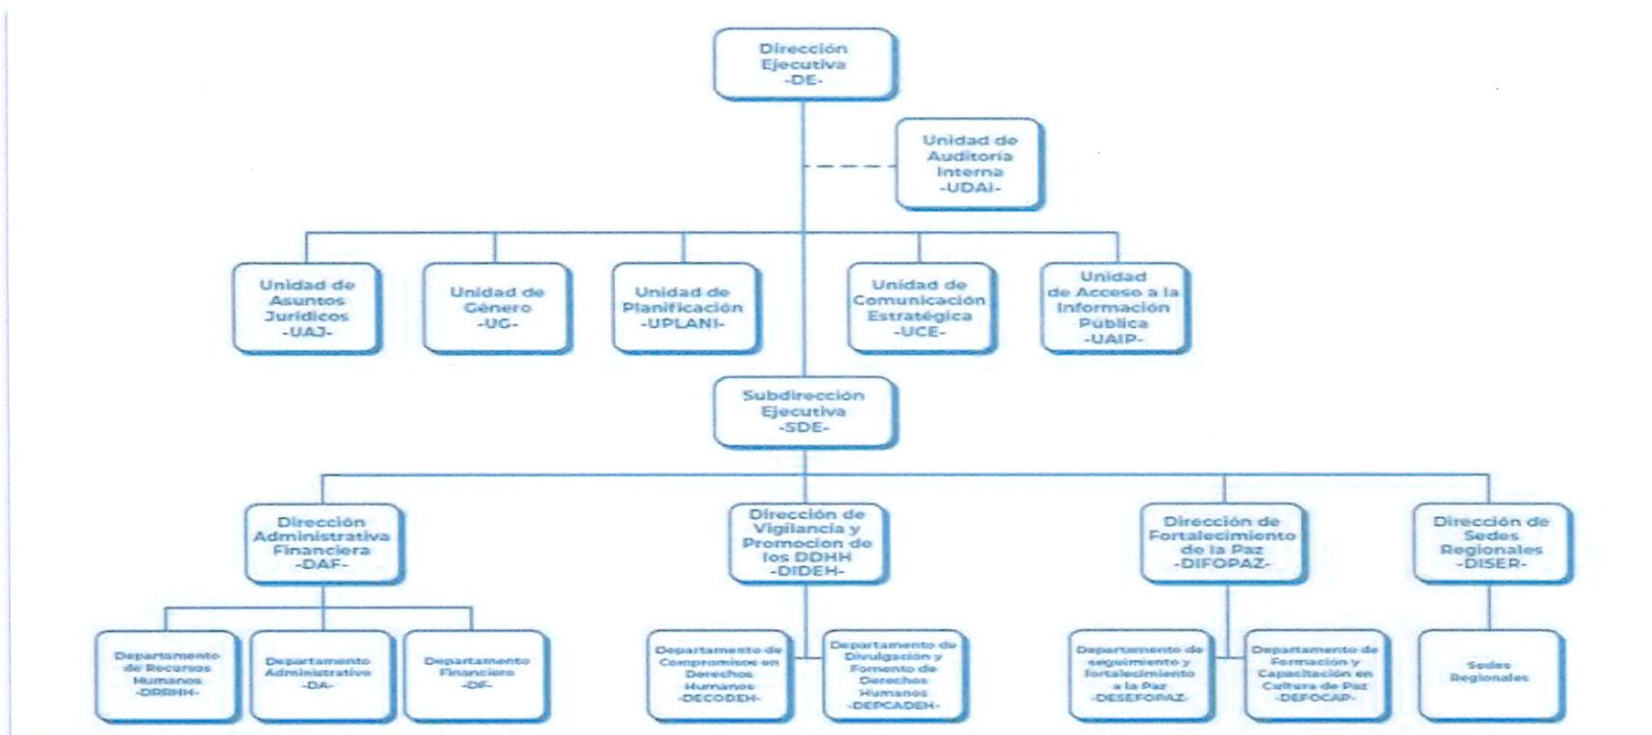 Dirección
Ejecutiva
-DE-
Unidad de
Auditoría
Interna
-UDAI-
Unidad de
Asuntos
Jurídicos
-UAJ-
Unidad de
Género
-UG-
Unidad de
Planificación
-UPLANI-
Unidad de
Comunicación
Estratégica
-UCE-
Unidad
de Acceso a la
Información
Pública
-UAIP-
Subdirección
Ejecutiva
-SDE-
Dirección
Administrativa
Financiera
-DAF-
Dirección de
Vigilancia y
Promocion de
los DDHH
-DIDEH-
Dirección de
Fortalecimiento
de la Paz
-DIFOPAZ-
Dirección de
Sedes
Regionales
-DISER-
Departamento
de Recursos
Humanos
-DRRHH-
Departamento
Administrativo
-DA-
Departamento
Financiero
-DF-
Departamento de
Compromisos en
Derechos
Humanos
-DECODEH-
Departamento de
Divulgación y
Fomento de
Derechos
Humanos
-DEPCADEH-
Departamento de
seguimiento y
fortalecimiento
a la Paz
-DESEFOPAZ-
Departamento de
Formación y
Capacitación en
Cultura de Paz
-DEFOCAP-
Sedes
Regionales